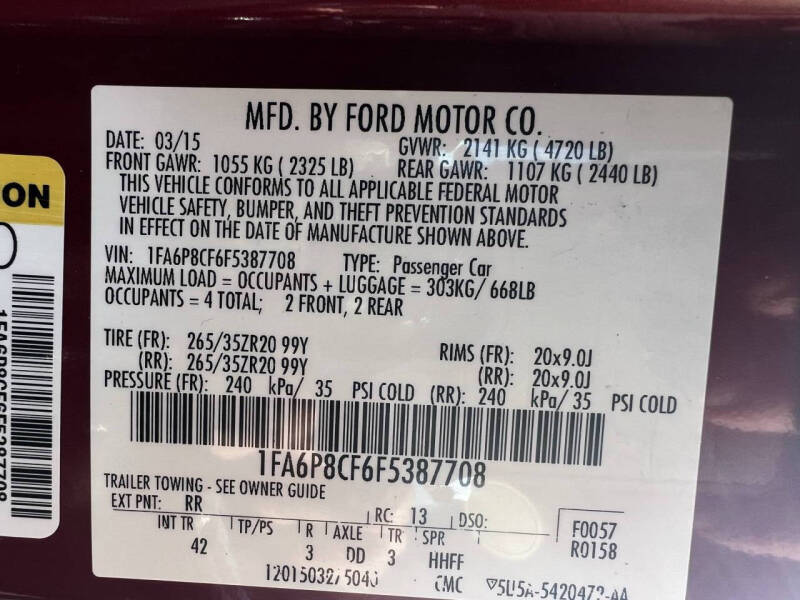 MFD. BY FORD MOTOR CO.
DATE: 03/15 GVWR: 2141 KG ( 4720 LB)
FRONT GAWR: 1055 KG ( 2325 LB) REAR GAWR: 1107 KG ( 2440 LB)
THIS VEHICLE CONFORMS TO ALL APPLICABLE FEDERAL MOTOR
VEHICLE SAFETY, BUMPER, AND THEFT PREVENTION STANDARDS
IN EFFECT ON THE DATE OF MANUFACTURE SHOWN ABOVE.
VIN: 1FA6P8CF6F5387708 TYPE: Passenger Car
MAXIMUM LOAD = OCCUPANTS + LUGGAGE = 303KG/ 668LB
OCCUPANTS = 4 TOTAL; 2 FRONT, 2 REAR
TIRE (FR): 265/35ZR20 99Y RIMS (FR): 20x9.0J
(RR): 265/35ZR20 99Y (RR): 20x9.0J
PRESSURE (FR): 240 kPa/ 35 PSI COLD (RR): 240 kPa/ 35 PSI COLD
1FA6P8CF6F5387708
TRAILER TOWING - SEE OWNER GUIDE
EXT PNT: RR RC: 13 DSO: F0057
INT TR TP/PS R AXLE TR SPR R0158
42 3 DD 3 HHFF
CMC
ON
1FA6P8CF6F5387708